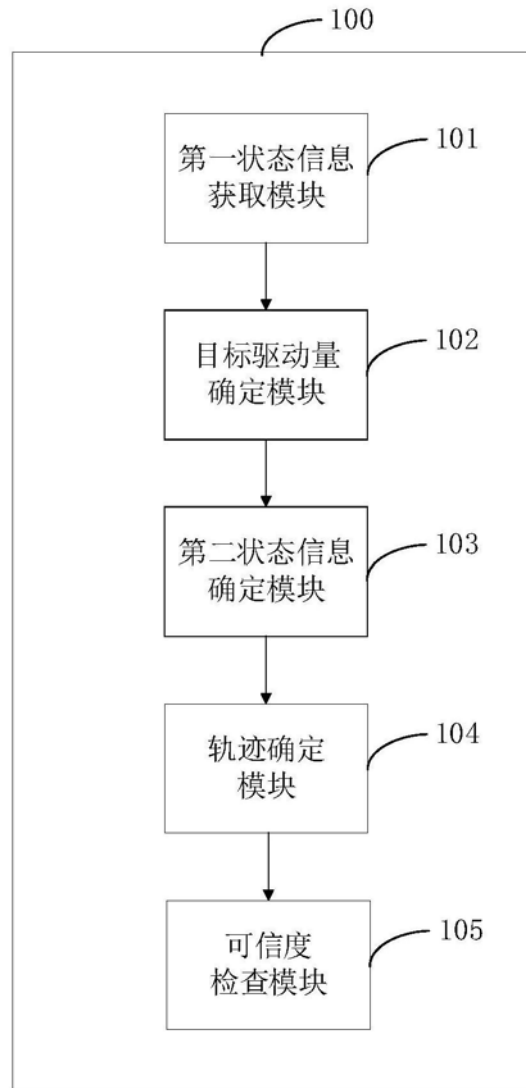 100
第一状态信息
获取模块
101
目标驱动量
确定模块
102
第二状态信息
确定模块
103
轨迹确定
模块
104
可信度
检查模块
105